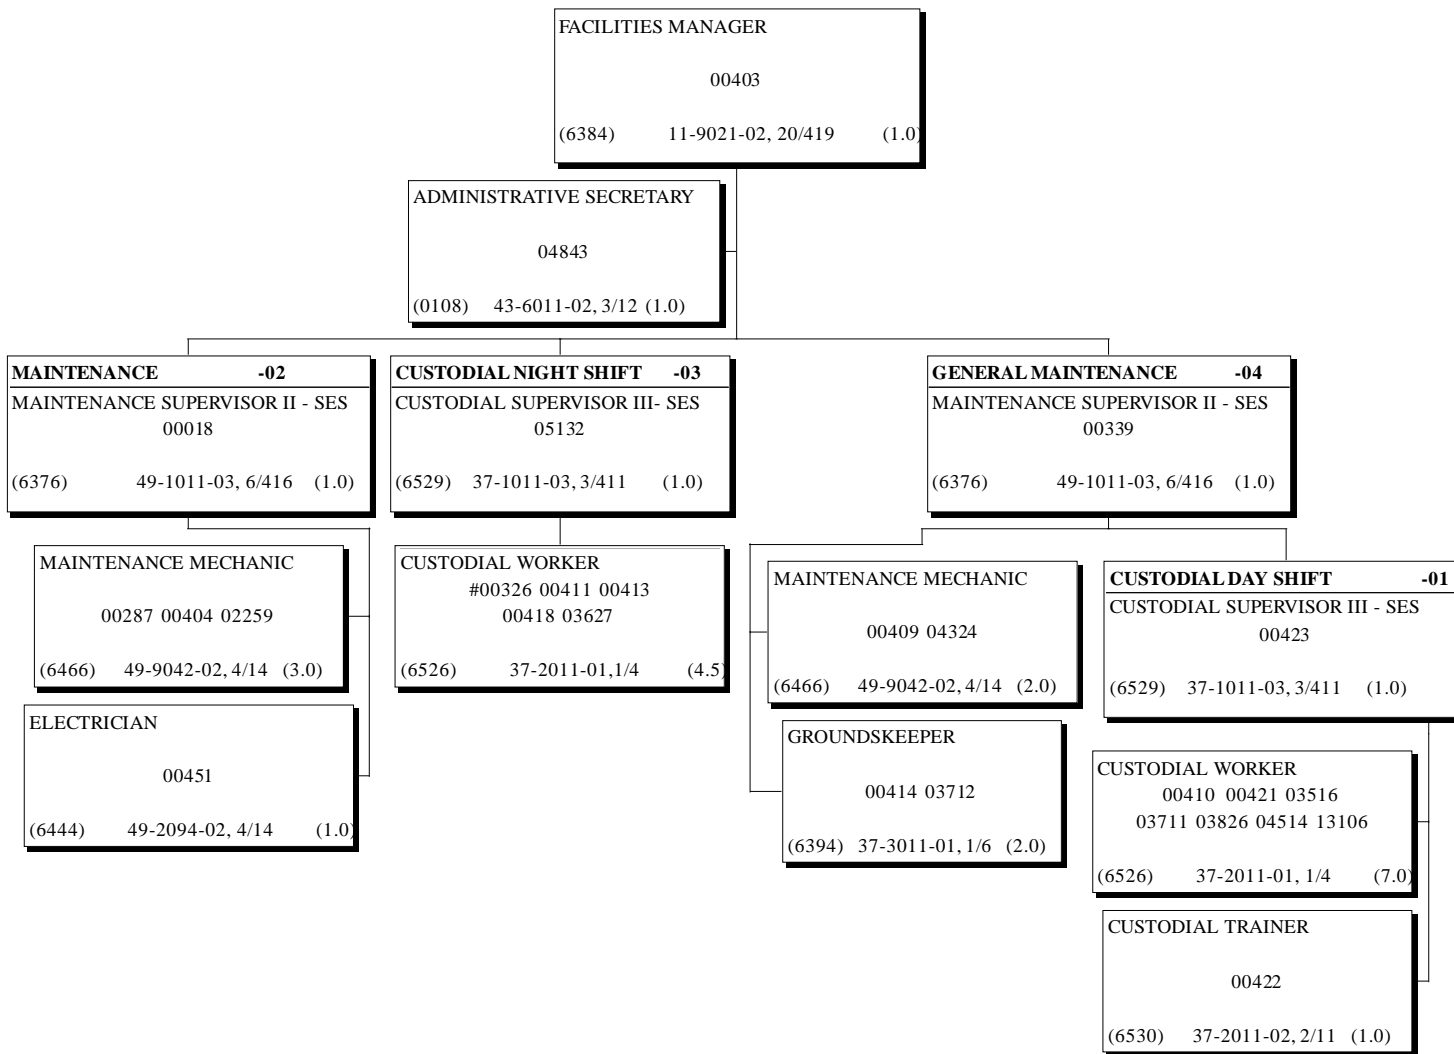 FACILITIES MANAGER
00403
(6384) 11-9021-02, 20/419 (1.0)
ADMINISTRATIVE SECRETARY
04843
(0108) 43-6011-02, 3/12 (1.0)
MAINTENANCE -02
MAINTENANCE SUPERVISOR II - SES
00018
(6376) 49-1011-03, 6/416 (1.0)
CUSTODIAL NIGHT SHIFT -03
CUSTODIAL SUPERVISOR III- SES
05132
(6529) 37-1011-03, 3/411 (1.0)
GENERAL MAINTENANCE -04
MAINTENANCE SUPERVISOR II - SES
00339
(6376) 49-1011-03, 6/416 (1.0)
MAINTENANCE MECHANIC
00287 00404 02259
(6466) 49-9042-02, 4/14 (3.0)
ELECTRICIAN
00451
(6444) 49-2094-02, 4/14 (1.0)
CUSTODIAL WORKER
#00326 00411 00413
00418 03627
(6526) 37-2011-01,1/4 (4.5)
MAINTENANCE MECHANIC
00409 04324
(6466) 49-9042-02, 4/14 (2.0)
GROUNDSKEEPER
00414 03712
(6394) 37-3011-01, 1/6 (2.0)
CUSTODIAL DAY SHIFT -01
CUSTODIAL SUPERVISOR III - SES
00423
(6529) 37-1011-03, 3/411 (1.0)
CUSTODIAL WORKER
00410 00421 03516
03711 03826 04514 13106
(6526) 37-2011-01, 1/4 (7.0)
CUSTODIAL TRAINER
00422
(6530) 37-2011-02, 2/11 (1.0)